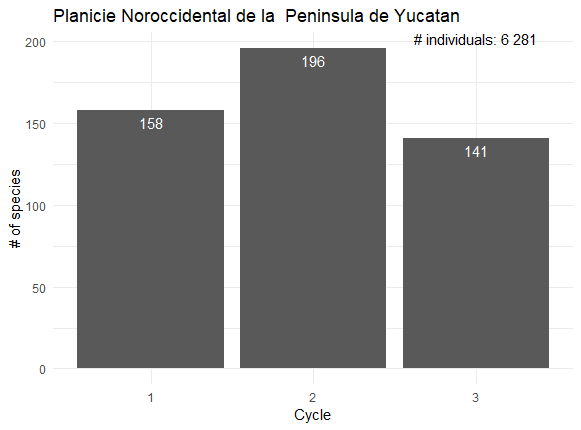 Planicie Noroccidental de la  Peninsula de Yucatan
# individuals: 6 281
# of species
200
150
100
50
0
158
196
141
1
2
3
Cycle